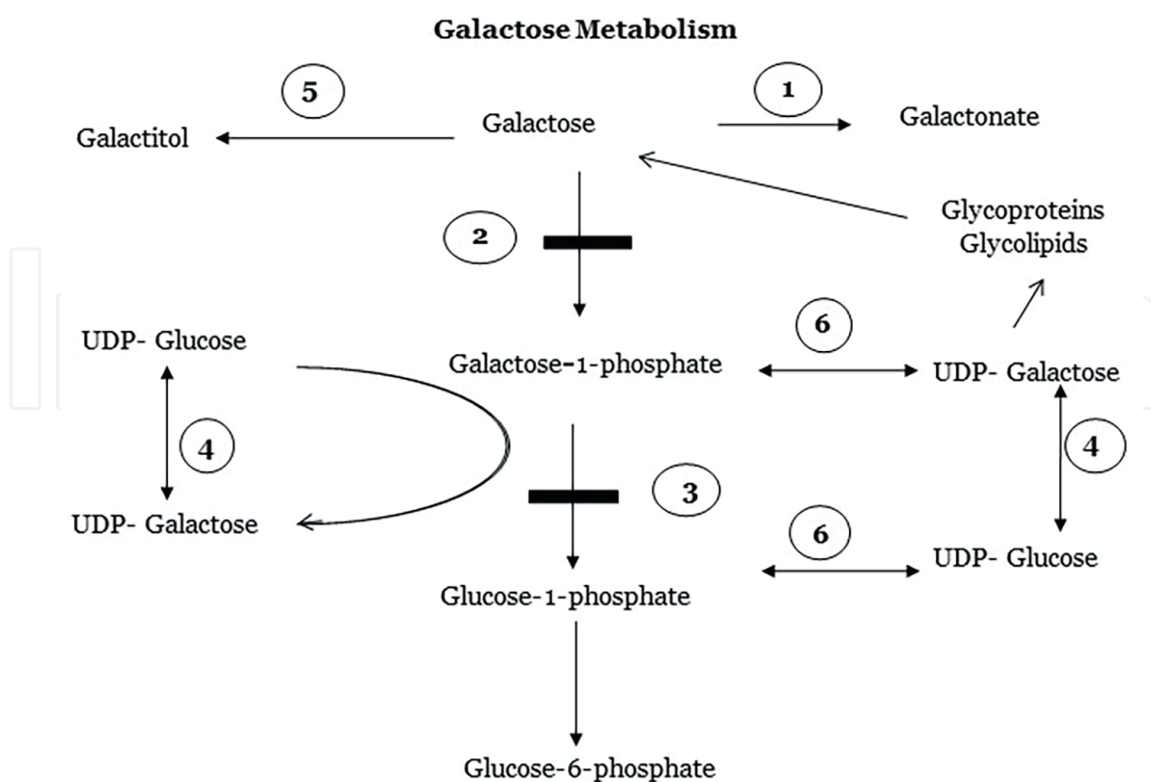 Galactose Metabolism
5
1
Galactitol
Galactose
Galactonate
Glycoproteins
Glycolipids
2
6
UDP- Glucose
Galactose-1-phosphate
UDP- Galactose
4
4
3
UDP- Galactose
6
UDP- Glucose
Glucose-1-phosphate
Glucose-6-phosphate